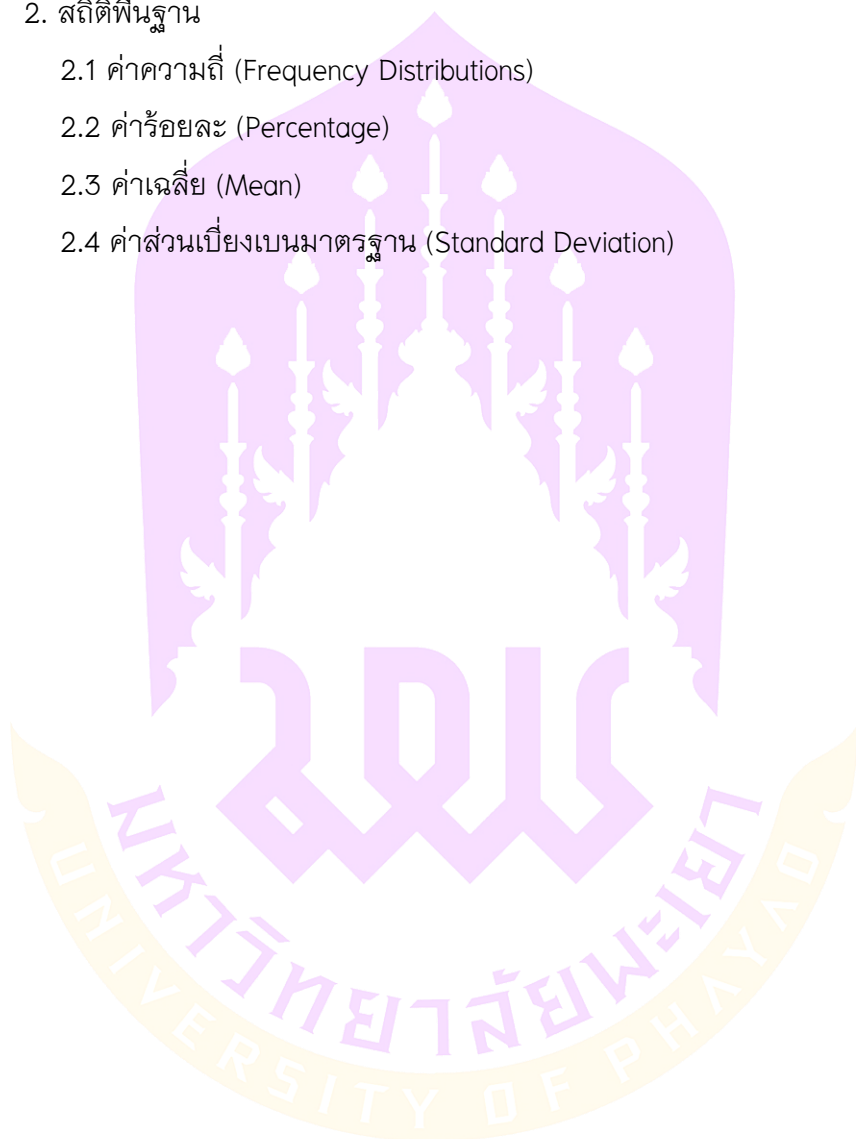 2. สถิติพื้นฐาน
2.1 ค่าความถี่ (Frequency Distributions)
2.2 ค่าร้อยละ (Percentage)
2.3 ค่าเฉลี่ย (Mean)
2.4 ค่าส่วนเบี่ยงเบนมาตรฐาน (Standard Deviation)
มหาวิทยาลัยพะเยา
UNIVERSITY OF PHAYAO